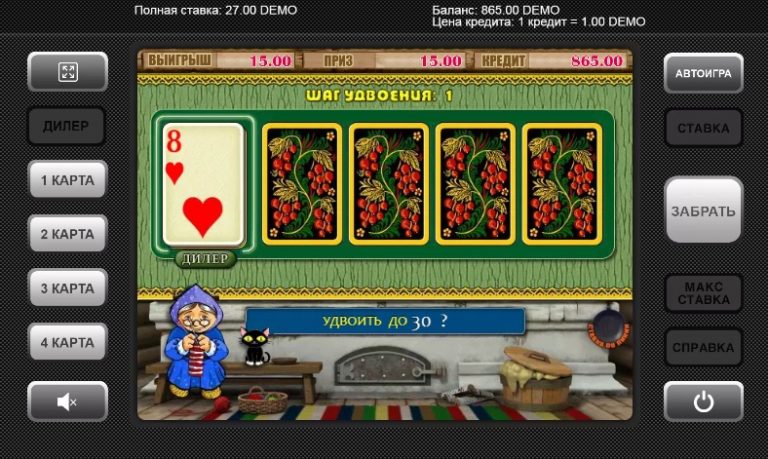 Полная ставка: 27.00 DEMO
Баланс: 865.00 DEMO
Цена кредита: 1 кредит = 1.00 DEMO
ВЫИГРЫШ 15.00 ПРИЗ 15.00 КРЕДИТ 865.00
ШАГ УДВОЕНИЯ: 1
8
ДИЛЕР
УДВОИТЬ ДО 30 ?
ДИЛЕР
1 КАРТА
2 КАРТА
3 КАРТА
4 КАРТА
АВТОИГРА
СТАВКА
ЗАБРАТЬ
МАКС
СТАВКА
СПРАВКА